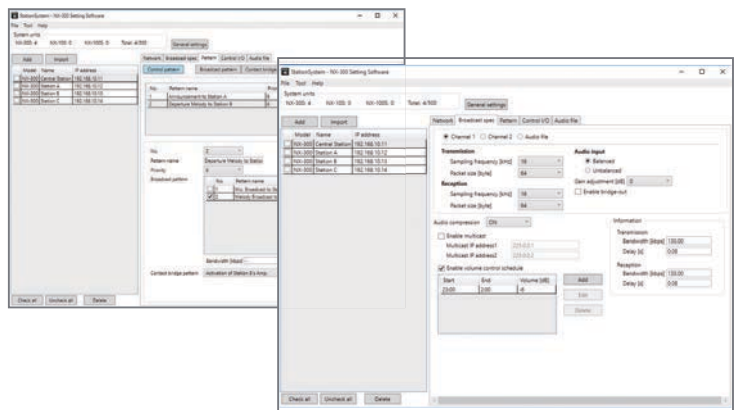 StationSystem - NX-300 Setting Software
File Tool Help
System units
NX-300: 4 NX-100: 0 NX-100S: 0 Total: 4/300 General settings
Add Import
Network Broadcast spec Pattern Control I/O Audio file
Model Name IP address
NX-300 Central Station 192.168.10.11
NX-300 Station A 192.168.10.12
NX-300 Station B 192.168.10.13
NX-300 Station C 192.168.10.14
Control pattern Broadcast pattern Contact bridge
No. Pattern name
1 Announcement to Station A
2 Departure Melody to Station B
No. 2
Pattern name Departure Melody to Station
Priority
Broadcast pattern
No. Pattern name
1 Mic. Broadcast to
2 Melody Broadcast to
Bandwidth [kbps]
Contact bridge pattern Activation of Station B's Amp.
Check all Uncheck all Delete
StationSystem - NX-300 Setting Software
File Tool Help
System units
NX-300: 4 NX-100: 0 NX-100S: 0 Total: 4/300 General settings
Add Import
Network Broadcast spec Pattern Control I/O Audio file
Model Name IP address
NX-300 Central Station 192.168.10.11
NX-300 Station A 192.168.10.12
NX-300 Station B 192.168.10.13
NX-300 Station C 192.168.10.14
Channel 1 Channel 2 Audio file
Transmission
Sampling frequency [kHz] 16
Packet size [byte] 64
Reception
Sampling frequency [kHz] 16
Packet size [byte] 64
Audio input
Balanced
Unbalanced
Gain adjustment [dB] 0
Enable bridge-out
Audio compression ON
Enable multicast
Multicast IP address1 225.0.0.1
Multicast IP address2 225.0.0.2
Enable volume control schedule
Start End Volume [dB]
23:00 2:00 -6
Add
Edit
Delete
Information
Transmission
Bandwidth [kbps] 130.00
Delay [s] 0.08
Reception
Bandwidth [kbps] 130.00
Delay [s] 0.08
Check all Uncheck all Delete